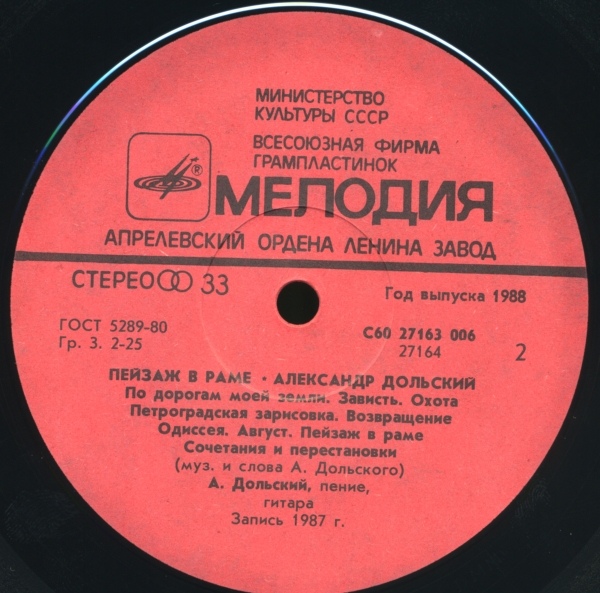 МИНИСТЕРСТВО
КУЛЬТУРЫ СССР
ВСЕСОЮЗНАЯ ФИРМА
ГРАМПЛАСТИНОК
®
МЕЛОДИЯ
АПРЕЛЕВСКИЙ ОРДЕНА ЛЕНИНА ЗАВОД
СТЕРЕО 33
Год выпуска 1988
ГОСТ 5289-80
Гр. 3. 2-25
С60 27163 006
27164
2
ПЕЙЗАЖ В РАМЕ • АЛЕКСАНДР ДОЛЬСКИЙ
По дорогам моей земли. Зависть. Охота
Петроградская зарисовка. Возвращение
Одиссея. Август. Пейзаж в раме
Сочетания и перестановки
(муз. и слова А. Дольского)
А. Дольский, пение,
гитара
Запись 1987 г.